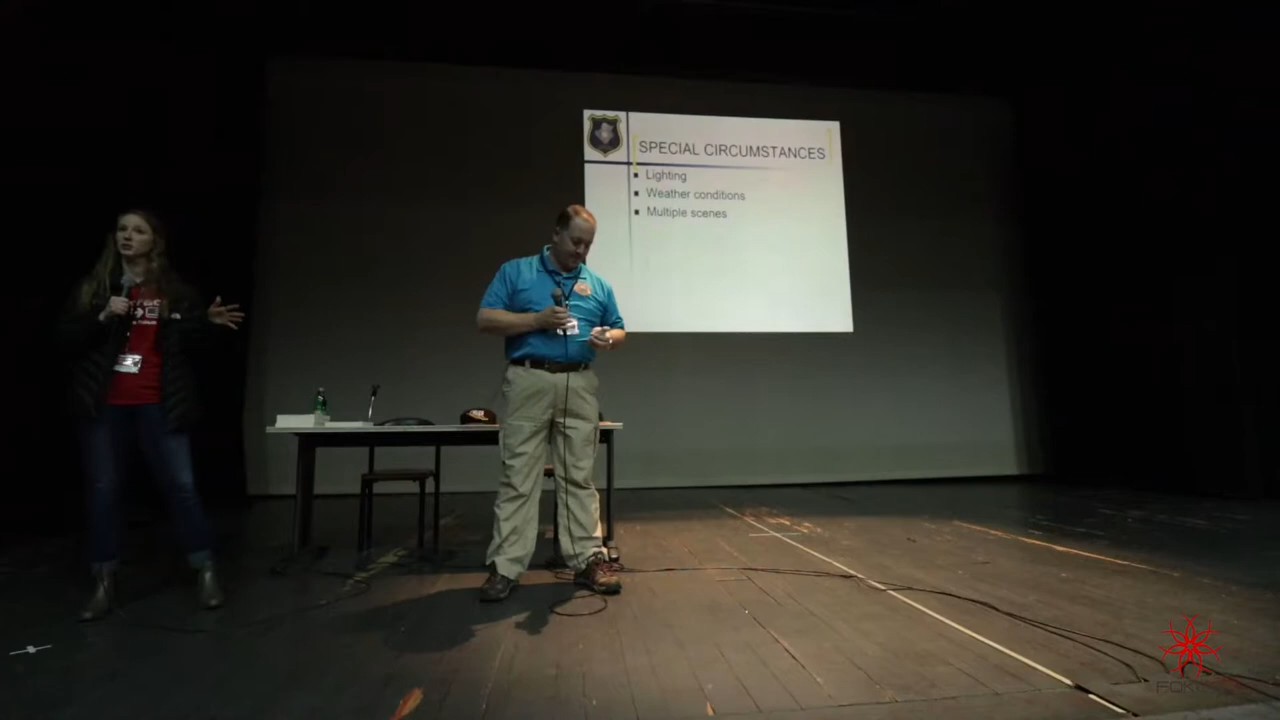 SPECIAL CIRCUMSTANCES
Lighting
Weather conditions
Multiple scenes